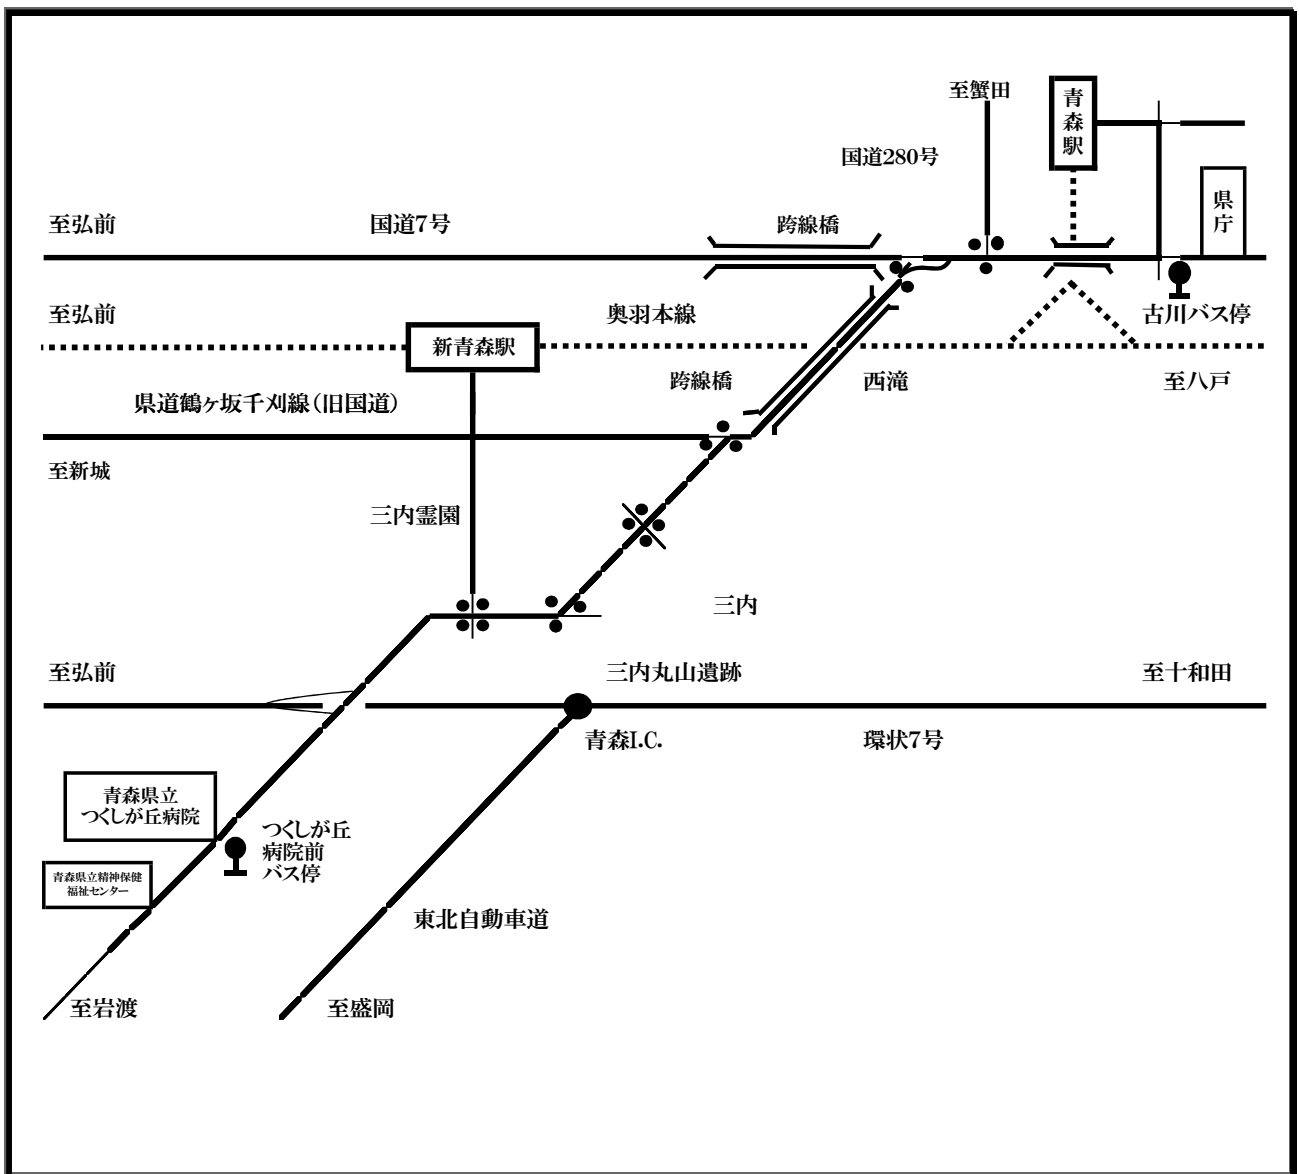 至蟹田
青森駅
国道280号
県庁
至弘前
国道7号
跨線橋
至弘前
奥羽本線
古川バス停
新青森駅
跨線橋
西滝
至八戸
県道鶴ヶ坂千刈線(旧国道)
至新城
三内霊園
三内
至弘前
三内丸山遺跡
至十和田
青森I.C.
環状7号
青森県立
つくしが丘病院
つくしが丘
病院前
バス停
青森県立精神保健
福祉センター
東北自動車道
至岩渡
至盛岡